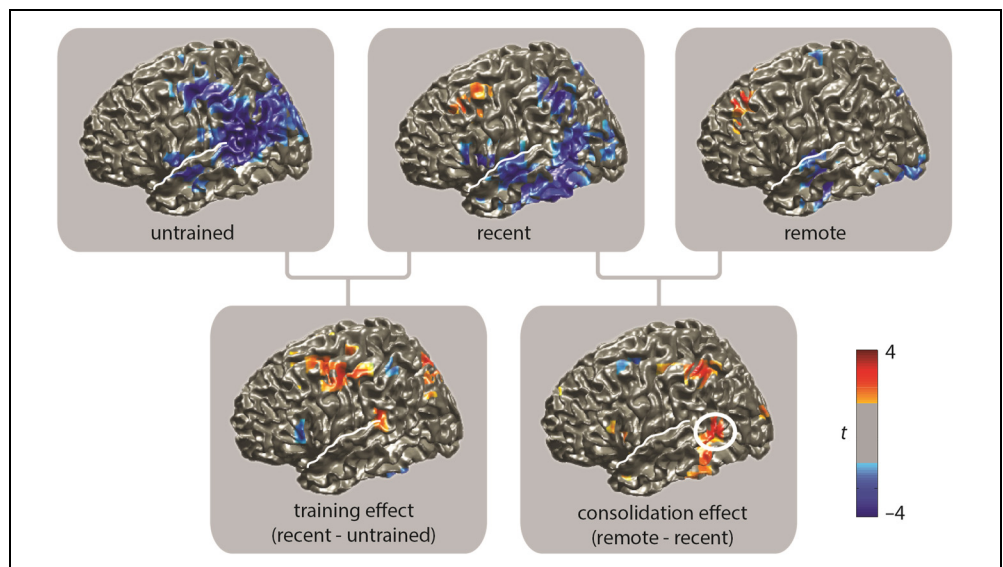 untrained
recent
remote
training effect
(recent - untrained)
consolidation effect
(remote - recent)
4
t
–4